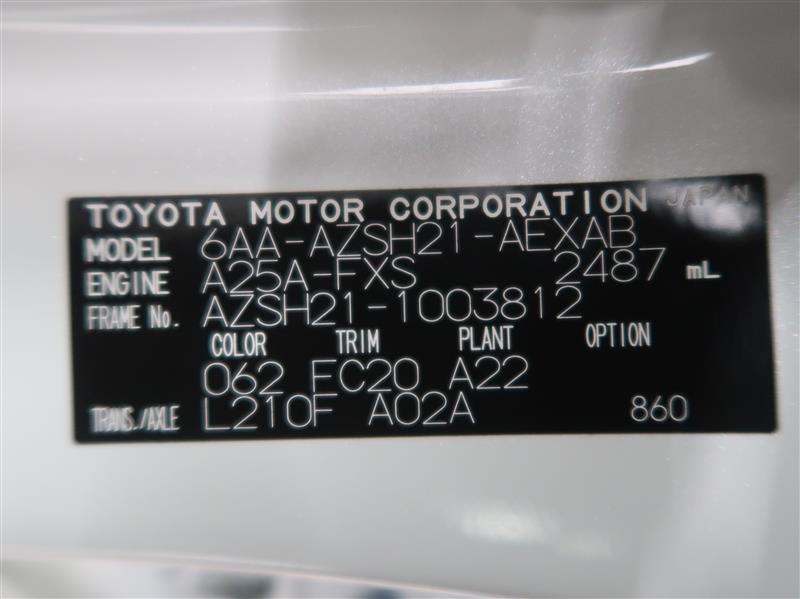 TOYOTA MOTOR CORPORATION JAPAN
MODEL 6AA-AZSH21-AEXAB
ENGINE A25A-FXS 2487 mL
FRAME No. AZSH21-1003812
COLOR TRIM PLANT OPTION
062 FC20 A22
TRANS./AXLE L210F A02A 860